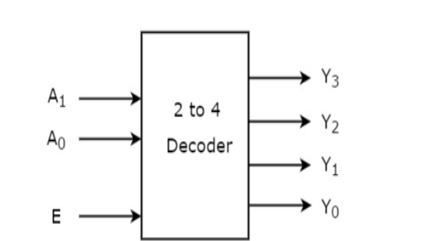 A₁
A₀
E
2 to 4
Decoder
Y₃
Y₂
Y₁
Y₀